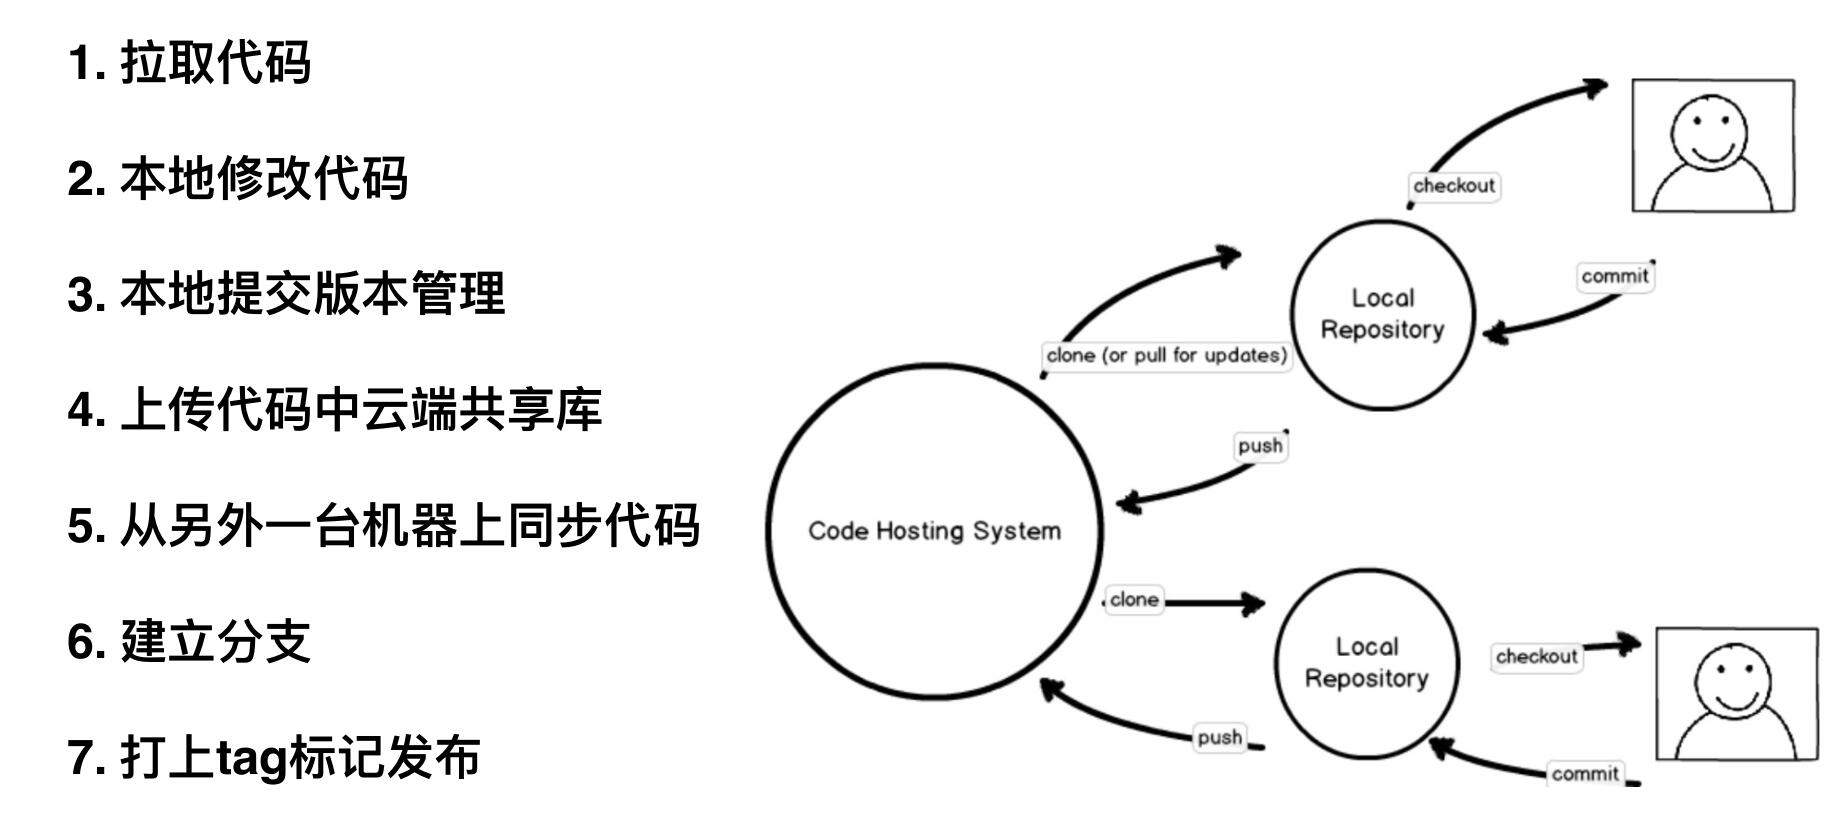 1. 拉取代码
2. 本地修改代码
3. 本地提交版本管理
4. 上传代码中云端共享库
5. 从另外一台机器上同步代码
6. 建立分支
7. 打上tag标记发布
checkout
commit
Local
Repository
clone (or pull for updates)
push
Code Hosting System
clone
Local
Repository
checkout
push
commit